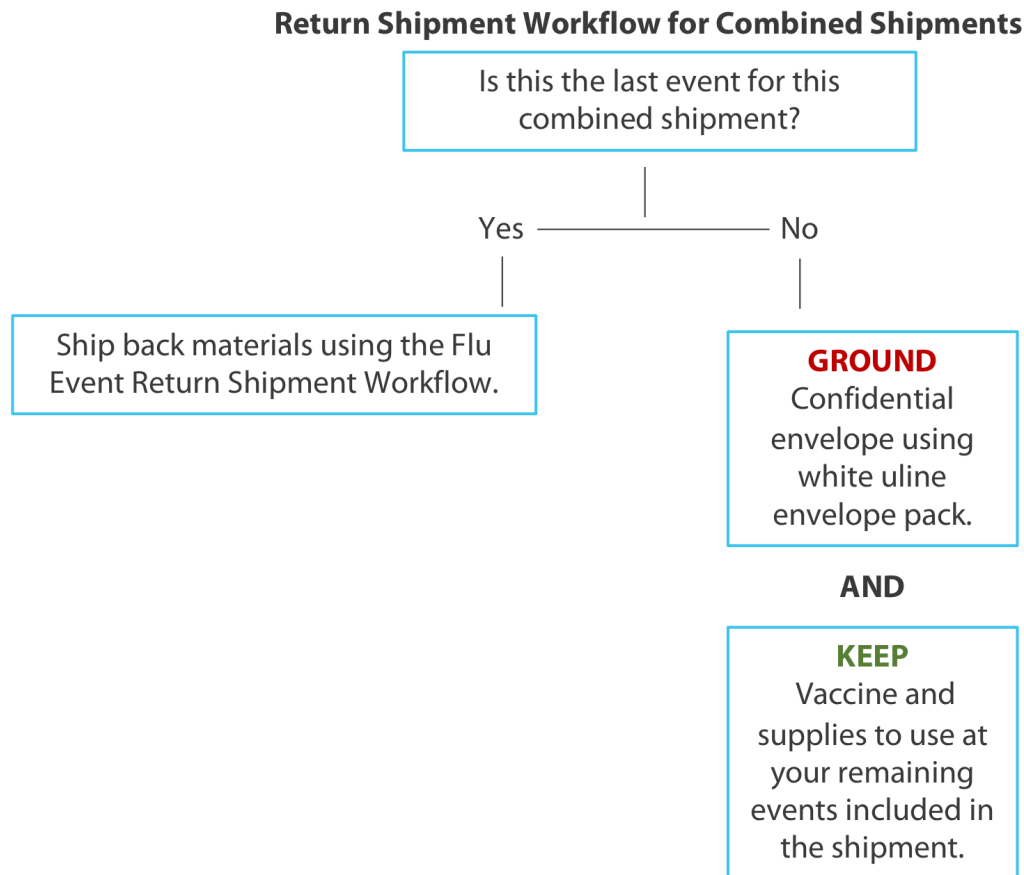 Return Shipment Workflow for Combined Shipments
Is this the last event for this
combined shipment?
Yes
No
Ship back materials using the Flu
Event Return Shipment Workflow.
GROUND
Confidential
envelope using
white uline
envelope pack.
AND
KEEP
Vaccine and
supplies to use at
your remaining
events included in
the shipment.